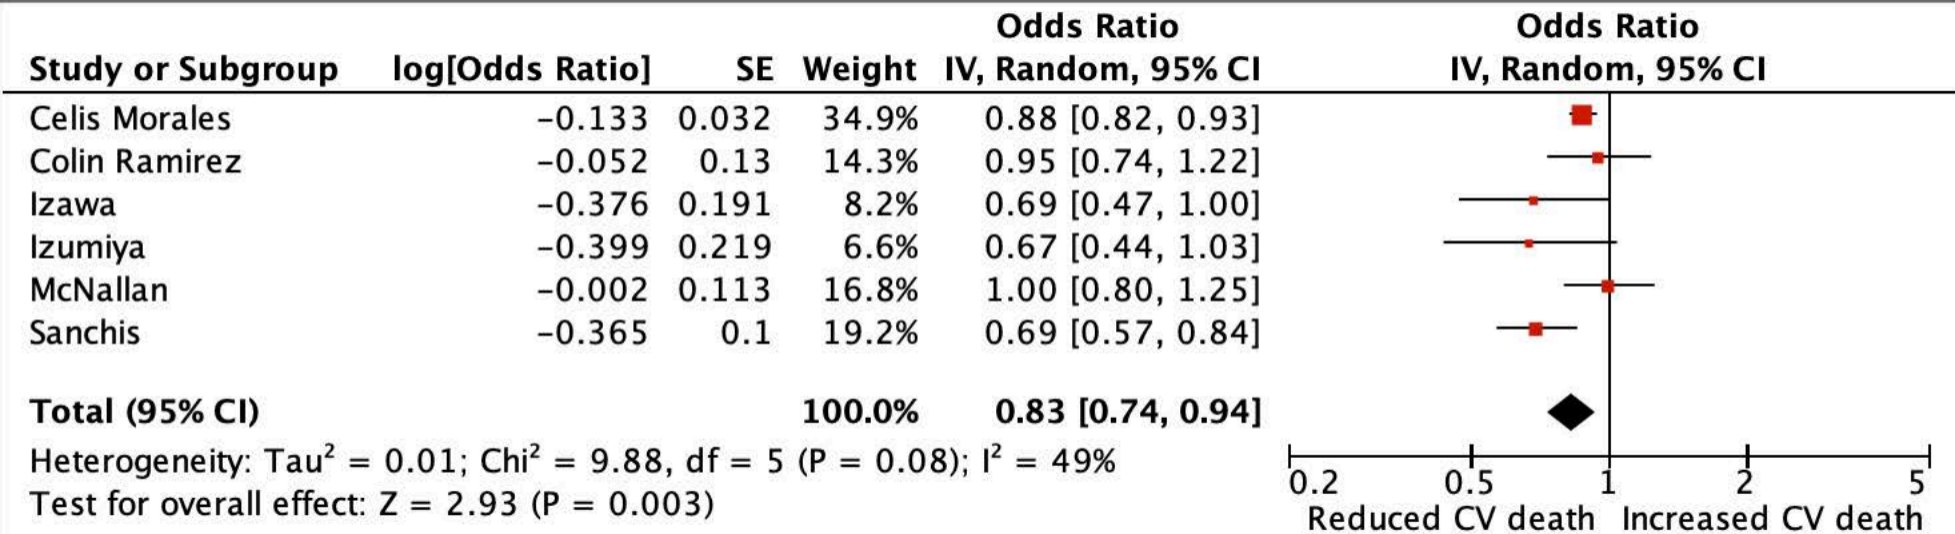 Odds Ratio Odds Ratio
Study or Subgroup log[Odds Ratio] SE Weight IV, Random, 95% CI IV, Random, 95% CI
Celis Morales −0.133 0.032 34.9% 0.88 [0.82, 0.93]
Colin Ramirez −0.052 0.13 14.3% 0.95 [0.74, 1.22]
Izawa −0.376 0.191 8.2% 0.69 [0.47, 1.00]
Izumiya −0.399 0.219 6.6% 0.67 [0.44, 1.03]
McNallan −0.002 0.113 16.8% 1.00 [0.80, 1.25]
Sanchis −0.365 0.1 19.2% 0.69 [0.57, 0.84]
Total (95% CI) 100.0% 0.83 [0.74, 0.94]
Heterogeneity: Tau² = 0.01; Chi² = 9.88, df = 5 (P = 0.08); I² = 49%
0.2 0.5 1 2 5
Test for overall effect: Z = 2.93 (P = 0.003)
Reduced CV death Increased CV death